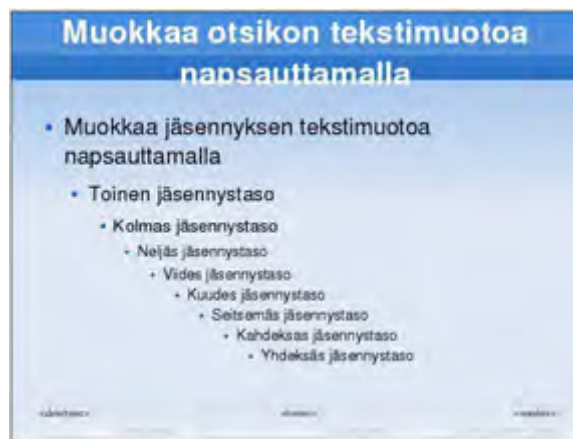 Muokkaa otsikon tekstimuotoa
napsauttamalla
Muokkaa jäsennyksen tekstimuotoa
napsauttamalla
Toinen jäsennystaso
Kolmas jäsennystaso
Neljäs jäsennystaso
Viides jäsennystaso
Kuudes jäsennystaso
Seitsemäs jäsennystaso
Kahdeksas jäsennystaso
Yhdeksäs jäsennystaso